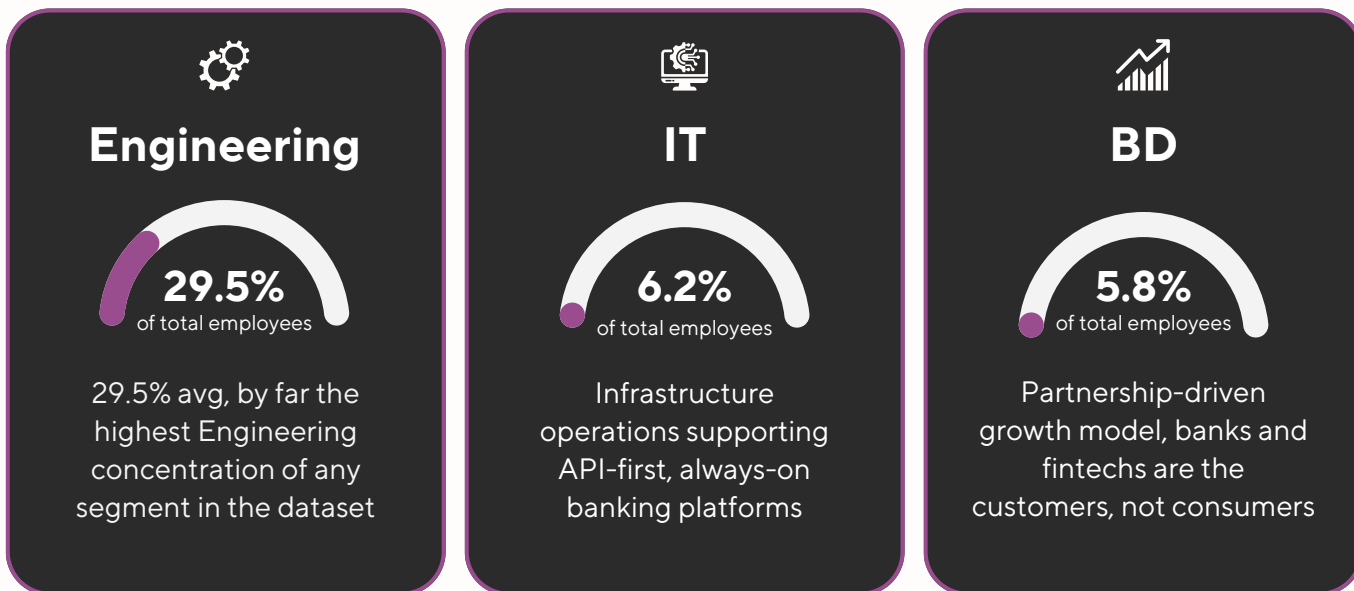 Engineering
29.5%
of total employees
29.5% avg, by far the
highest Engineering
concentration of any
segment in the dataset
IT
6.2%
of total employees
Infrastructure
operations supporting
API-first, always-on
banking platforms
BD
5.8%
of total employees
Partnership-driven
growth model, banks and
fintechs are the
customers, not consumers